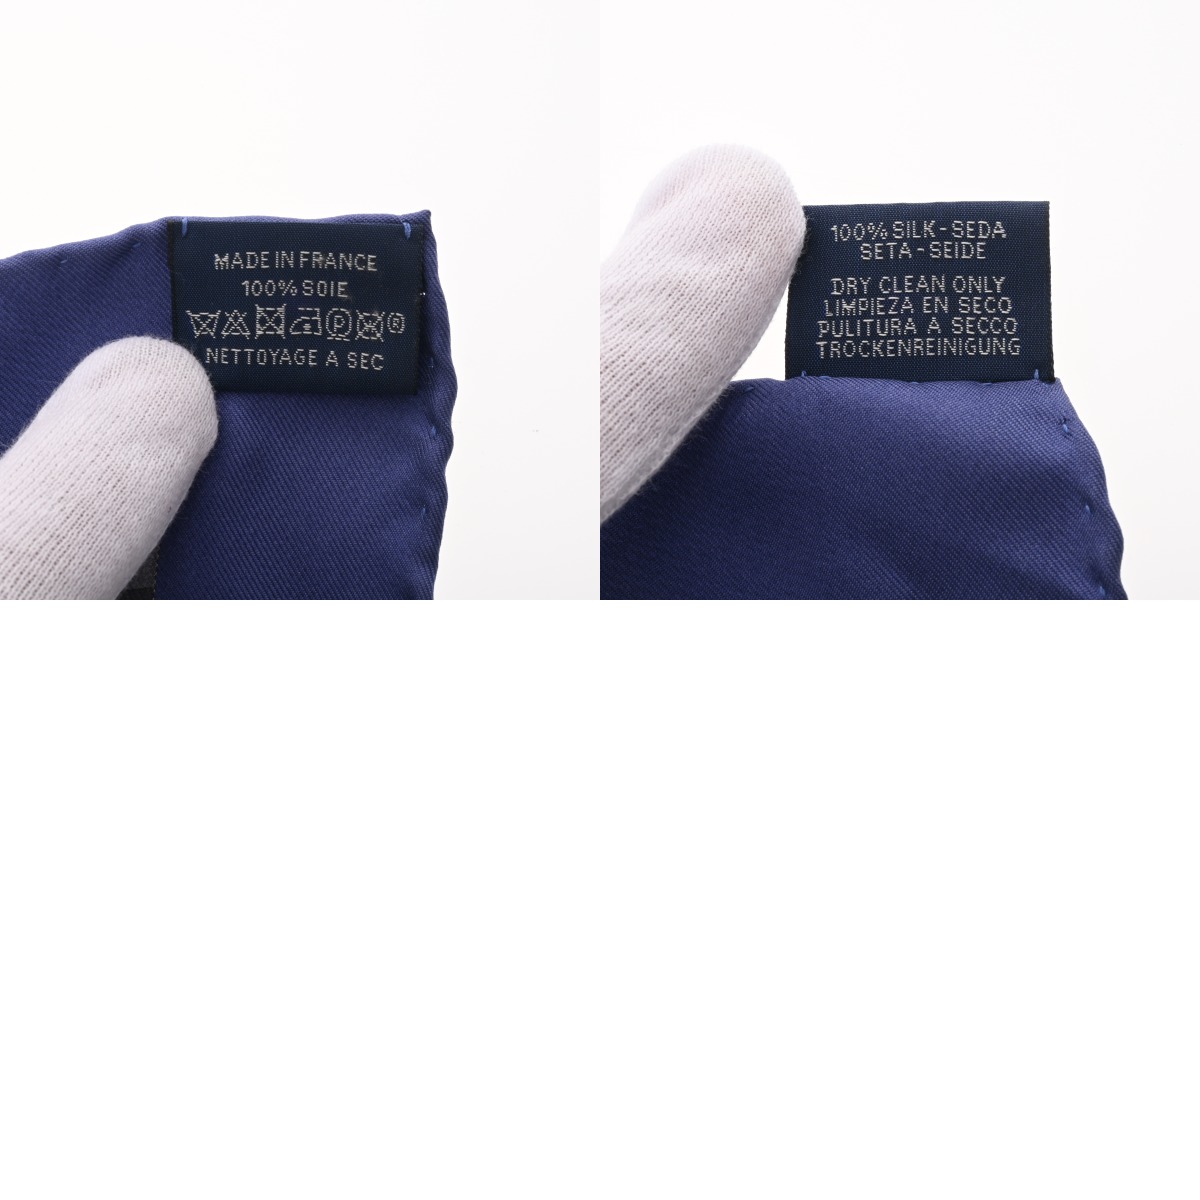 MADE IN FRANCE
100% SOIE
®
NETTOYAGE A SEC
100% SILK - SEDA
SETA - SEIDE
DRY CLEAN ONLY
LIMPIEZA EN SECO
PULITURA A SECCO
TROCKENREINIGUNG